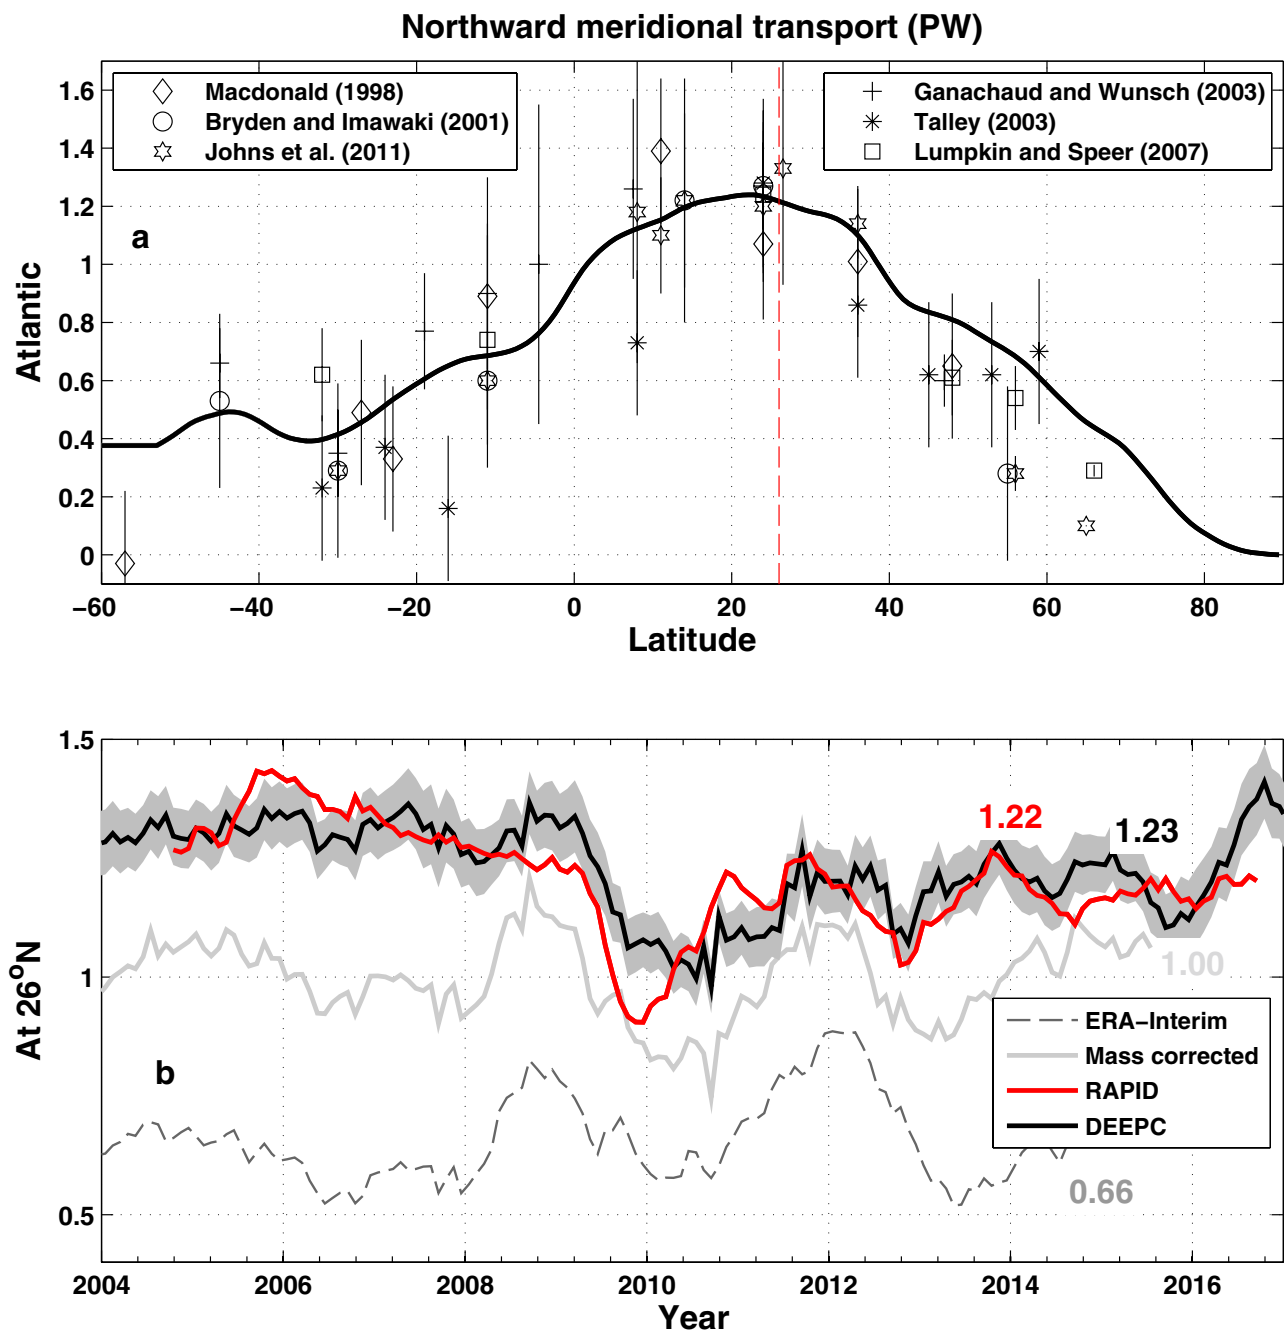 Northward meridional transport (PW)
Macdonald (1998)
Bryden and Imawaki (2001)
Johns et al. (2011)
Ganachaud and Wunsch (2003)
Talley (2003)
Lumpkin and Speer (2007)
a
Atlantic
1.6
1.4
1.2
1
0.8
0.6
0.4
0.2
0
−60
−40
−20
0
20
40
60
80
Latitude
1.5
1
0.5
At 26°N
b
1.22
1.23
1.00
0.66
ERA−Interim
Mass corrected
RAPID
DEEPC
2004
2006
2008
2010
2012
2014
2016
Year